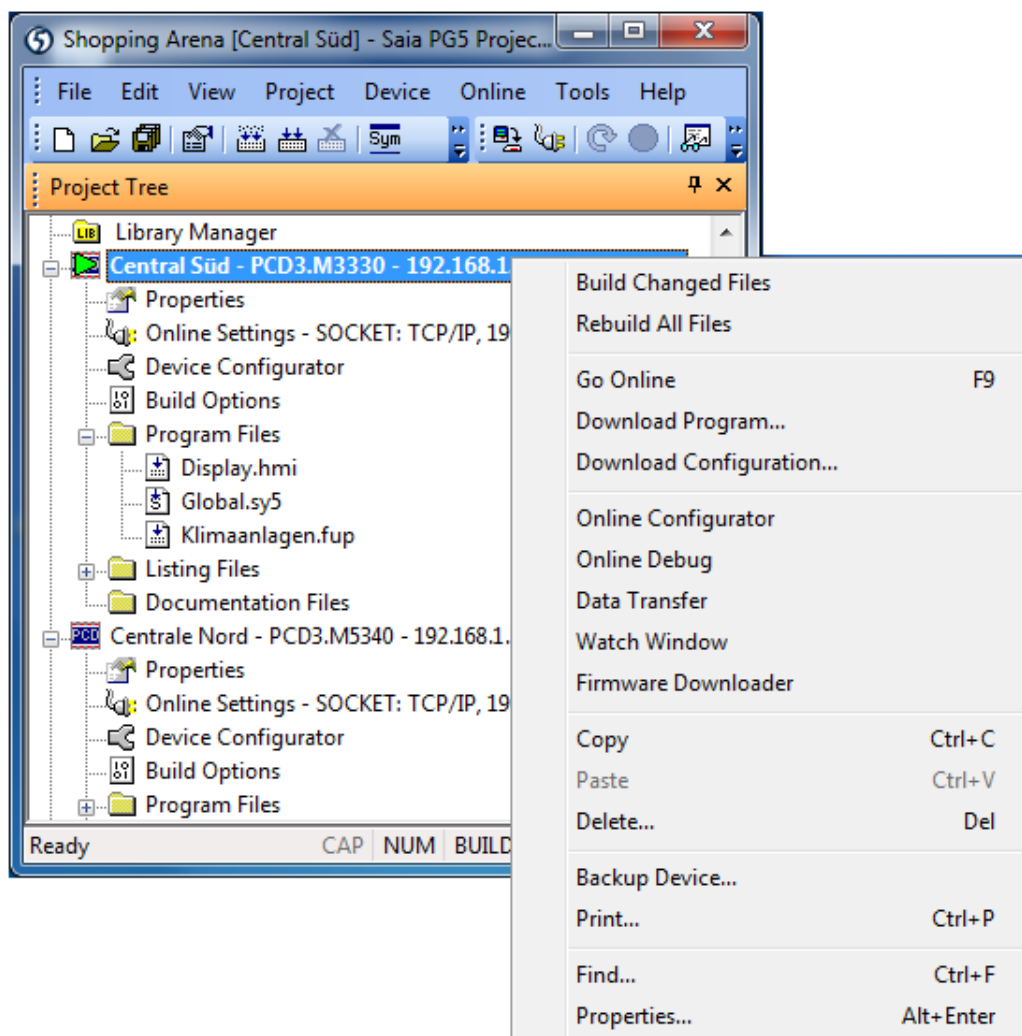 Shopping Arena [Central Süd] - Saia PG5 Projec...
File Edit View Project Device Online Tools Help
Sym
Project Tree
LIB Library Manager
Central Süd - PCD3.M3330 - 192.168.1.
Properties
Online Settings - SOCKET: TCP/IP, 19
Device Configurator
Build Options
Program Files
Display.hmi
Global.sy5
Klimaanlagen.fup
Listing Files
Documentation Files
PCD Centrale Nord - PCD3.M5340 - 192.168.1.
Properties
Online Settings - SOCKET: TCP/IP, 19
Device Configurator
Build Options
Program Files
Ready CAP NUM BUILD
Build Changed Files
Rebuild All Files
Go Online F9
Download Program...
Download Configuration...
Online Configurator
Online Debug
Data Transfer
Watch Window
Firmware Downloader
Copy Ctrl+C
Paste Ctrl+V
Delete... Del
Backup Device...
Print... Ctrl+P
Find... Ctrl+F
Properties... Alt+Enter